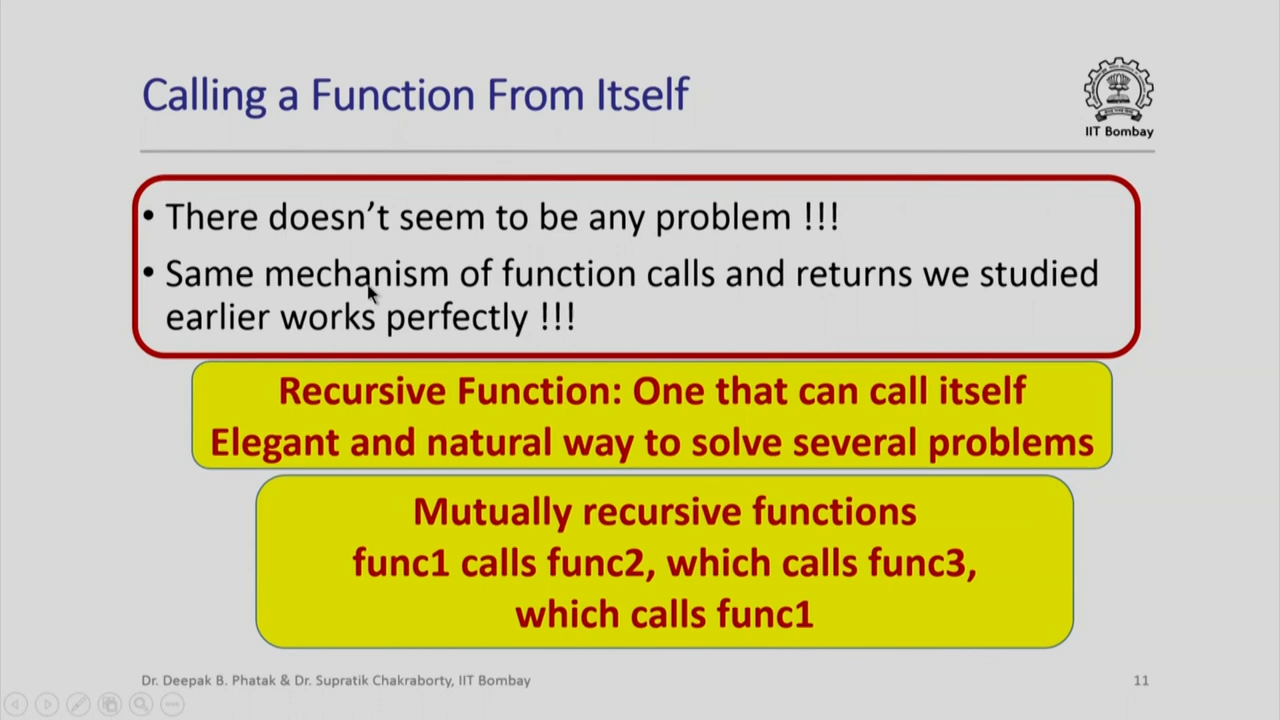 Calling a Function From Itself
IIT Bombay
• There doesn’t seem to be any problem !!!
• Same mechanism of function calls and returns we studied
earlier works perfectly !!!
Recursive Function: One that can call itself
Elegant and natural way to solve several problems
Mutually recursive functions
func1 calls func2, which calls func3,
which calls func1
Dr. Deepak B. Phatak & Dr. Supratik Chakraborty, IIT Bombay
11